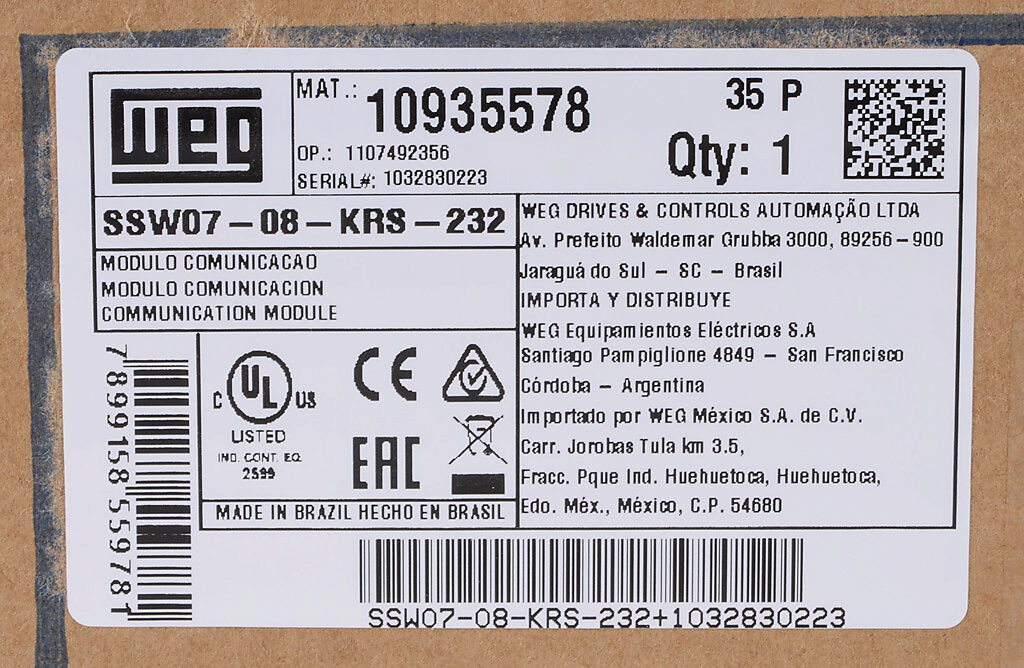 weg
MAT.: 10935578
35 P
Qty: 1
OP.: 1107492356
SERIAL#: 1032830223
SSW07-08-KRS-232
MODULO COMUNICACAO
MODULO COMUNICACION
COMMUNICATION MODULE
WEG DRIVES & CONTROLS AUTOMAÇÃO LTDA
Av. Prefeito Waldemar Grubba 3000, 89256-900
Jaraguá do Sul - SC - Brasil
IMPORTA Y DISTRIBUYE
WEG Equipamientos Eléctricos S.A
Santiago Pampiglione 4849 - San Francisco
Córdoba - Argentina
Importado por WEG México S.A. de C.V.
Carr. Jorobas Tula km 3.5,
Fracc. Pque Ind. Huehuetoca, Huehuetoca,
Edo. Méx., México, C.P. 54680
7899158559781
C UL US
LISTED
IND. CONT. EQ.
2S99
CE
EAC
MADE IN BRAZIL HECHO EN BRASIL
SSW07-08-KRS-232+1032830223